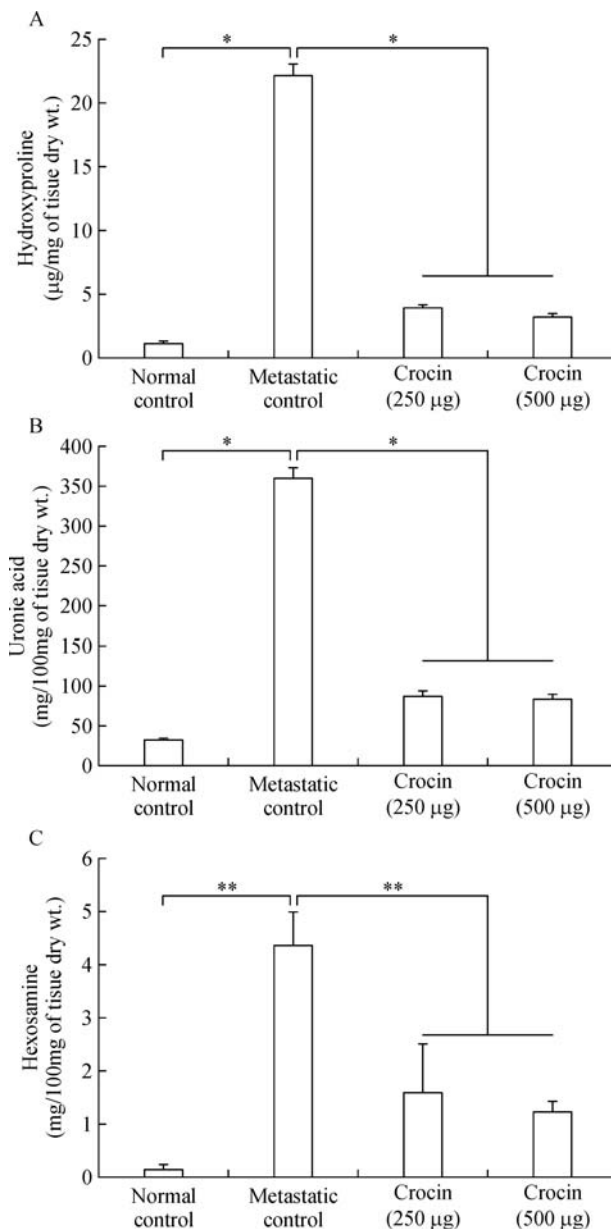 A
*
*
25
20
15
10
5
0
Hydroxyproline
(μg/mg of tisue dry wt.)
Normal
control
Metastatic
control
Crocin
(250 μg)
Crocin
(500 μg)
B
*
*
400
350
300
250
200
150
100
50
0
Uronie acid
(mg/100mg of tissue dry wt.)
Normal
control
Metastatic
control
Crocin
(250 μg)
Crocin
(500 μg)
C
**
**
6
5
4
3
2
1
0
Hexosamine
(mg/100mg of tissue dry wt.)
Normal
control
Metastatic
control
Crocin
(250 μg)
Crocin
(500 μg)